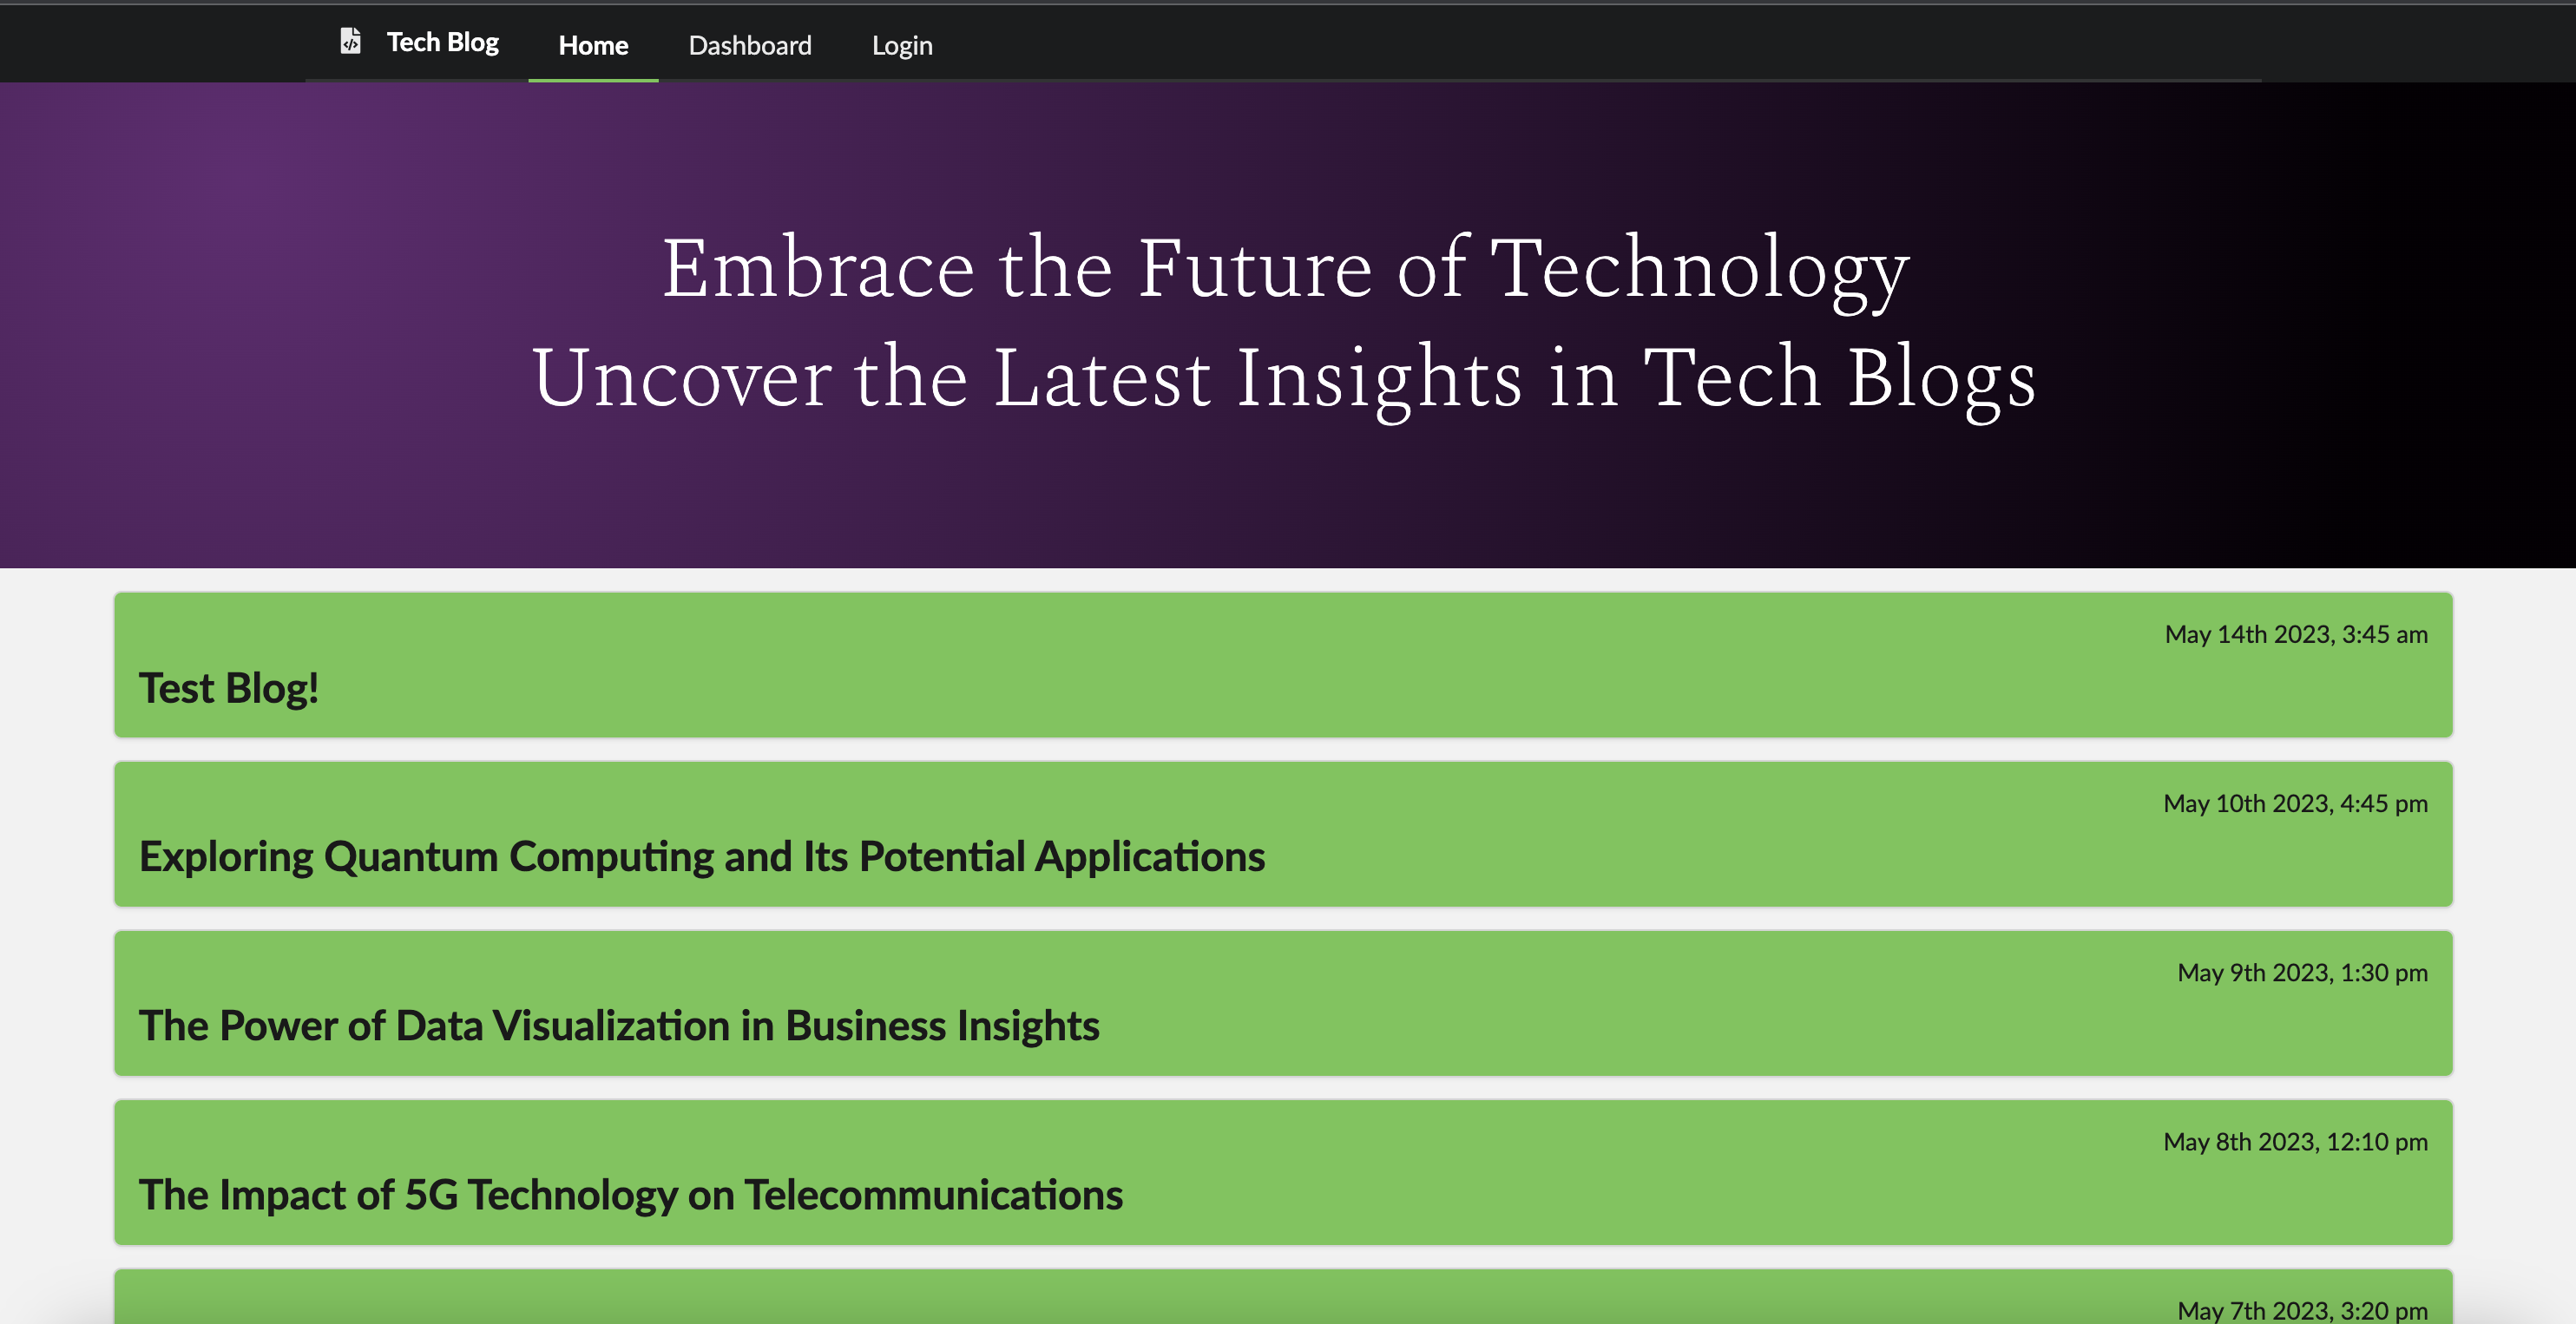 Tech Blog Home Dashboard Login
Embrace the Future of Technology
Uncover the Latest Insights in Tech Blogs
May 14th 2023, 3:45 am
Test Blog!
May 10th 2023, 4:45 pm
Exploring Quantum Computing and Its Potential Applications
May 9th 2023, 1:30 pm
The Power of Data Visualization in Business Insights
May 8th 2023, 12:10 pm
The Impact of 5G Technology on Telecommunications
May 7th 2023, 3:20 pm